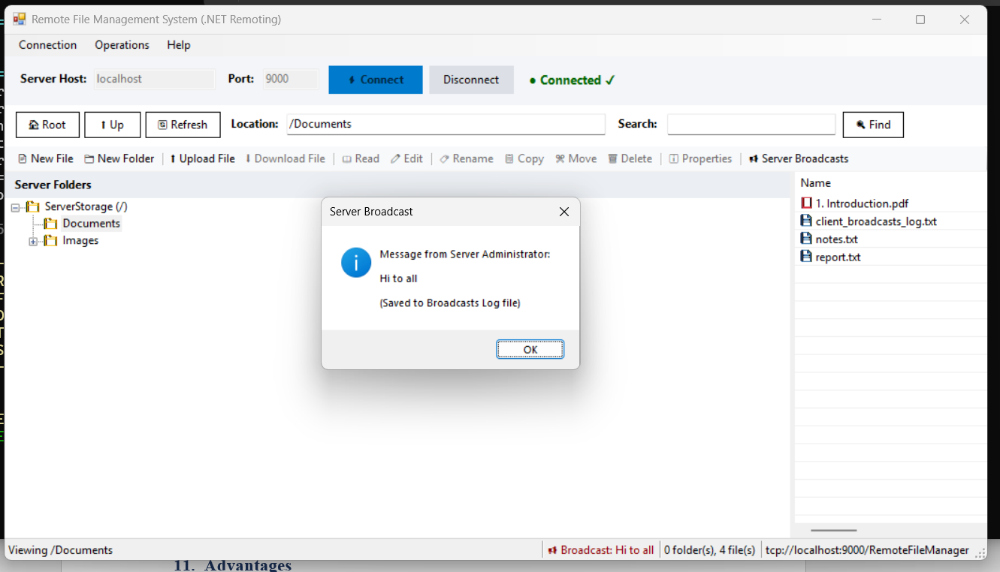 Remote File Management System (.NET Remoting)
Connection Operations Help
Server Host: localhost Port: 9000 Connect Disconnect ● Connected ✓
Root Up Refresh Location: /Documents Search: Find
New File New Folder Upload File Download File Read Edit Rename Copy Move Delete Properties Server Broadcasts
Server Folders
ServerStorage (/)
Documents
Images
Name
1. Introduction.pdf
client_broadcasts_log.txt
notes.txt
report.txt
Server Broadcast
Message from Server Administrator:
Hi to all
(Saved to Broadcasts Log file)
OK
Viewing /Documents Broadcast: Hi to all 0 folder(s), 4 file(s) tcp://localhost:9000/RemoteFileManager
11. Advantages